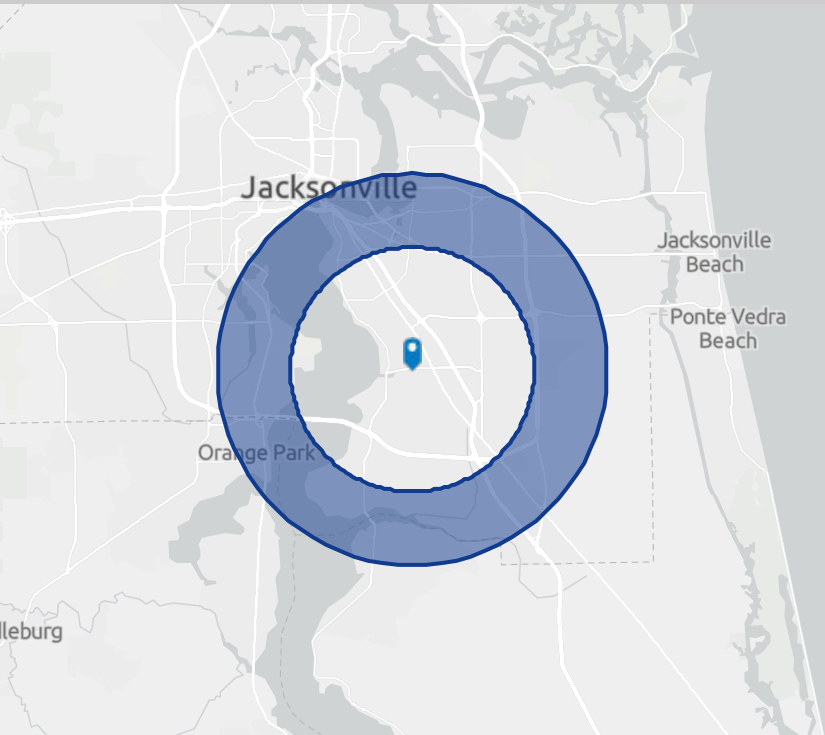 Jacksonville
Jacksonville
Beach
Ponte Vedra
Beach
Orange Park
lleburg